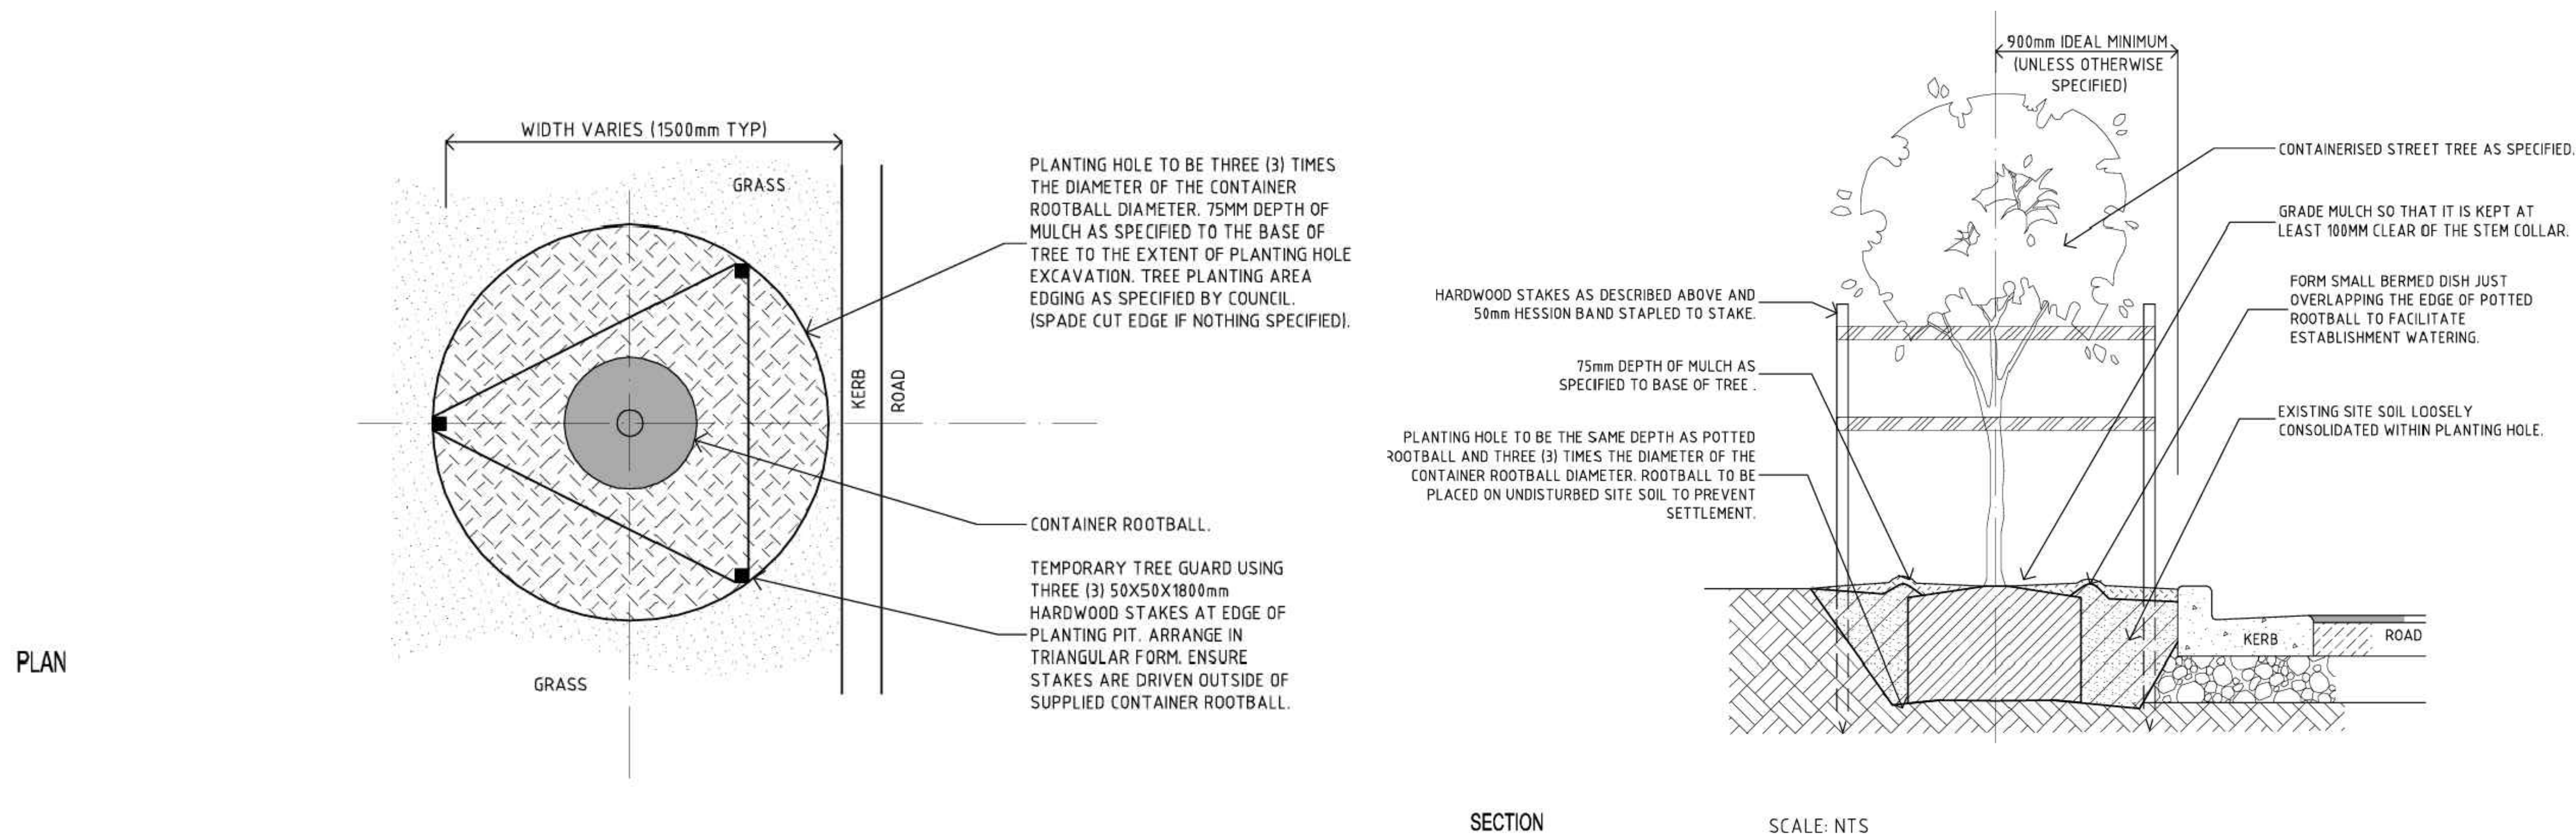 WIDTH VARIES (1500mm TYP)
GRASS
PLANTING HOLE TO BE THREE (3) TIMES
THE DIAMETER OF THE CONTAINER
ROOTBALL DIAMETER. 75MM DEPTH OF
MULCH AS SPECIFIED TO THE BASE OF
TREE TO THE EXTENT OF PLANTING HOLE
EXCAVATION. TREE PLANTING AREA
EDGING AS SPECIFIED BY COUNCIL.
(SPADE CUT EDGE IF NOTHING SPECIFIED).
KERB
ROAD
CONTAINER ROOTBALL.
TEMPORARY TREE GUARD USING
THREE (3) 50X50X1800mm
HARDWOOD STAKES AT EDGE OF
PLANTING PIT. ARRANGE IN
TRIANGULAR FORM. ENSURE
STAKES ARE DRIVEN OUTSIDE OF
SUPPLIED CONTAINER ROOTBALL.
GRASS
PLAN
900mm IDEAL MINIMUM
(UNLESS OTHERWISE
SPECIFIED)
HARDWOOD STAKES AS DESCRIBED ABOVE AND
50mm HESSION BAND STAPLED TO STAKE.
75mm DEPTH OF MULCH AS
SPECIFIED TO BASE OF TREE .
PLANTING HOLE TO BE THE SAME DEPTH AS POTTED
ROOTBALL AND THREE (3) TIMES THE DIAMETER OF THE
CONTAINER ROOTBALL DIAMETER. ROOTBALL TO BE
PLACED ON UNDISTURBED SITE SOIL TO PREVENT
SETTLEMENT.
CONTAINERISED STREET TREE AS SPECIFIED.
GRADE MULCH SO THAT IT IS KEPT AT
LEAST 100MM CLEAR OF THE STEM COLLAR.
FORM SMALL BERMED DISH JUST
OVERLAPPING THE EDGE OF POTTED
ROOTBALL TO FACILITATE
ESTABLISHMENT WATERING.
EXISTING SITE SOIL LOOSELY
CONSOLIDATED WITHIN PLANTING HOLE.
KERB
ROAD
SECTION
SCALE: NTS